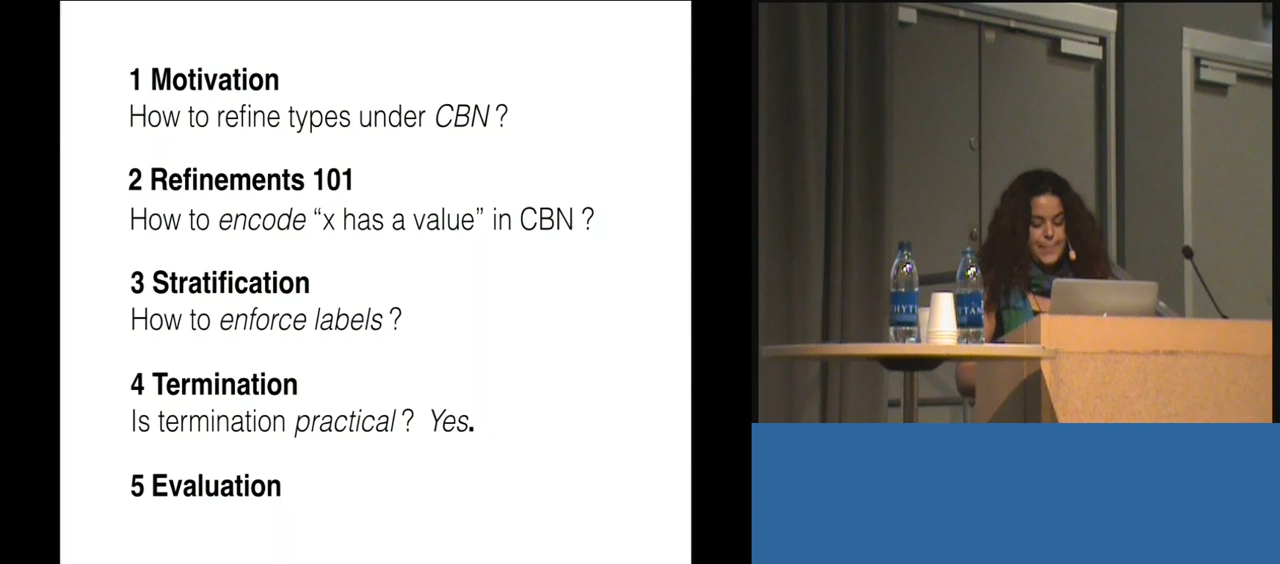 1 Motivation
How to refine types under CBN ?
2 Refinements 101
How to encode “x has a value” in CBN ?
3 Stratification
How to enforce labels ?
4 Termination
Is termination practical ? Yes.
5 Evaluation